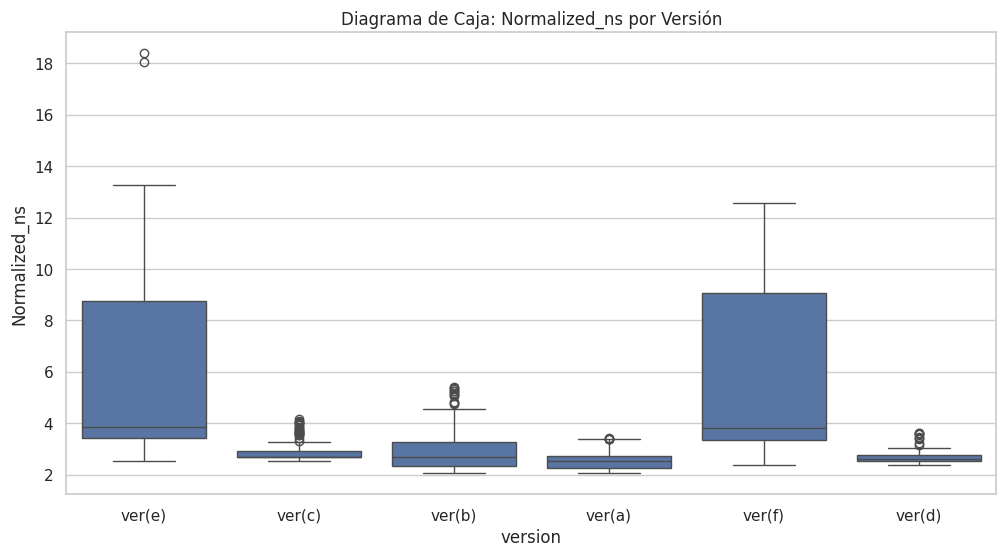 Diagrama de Caja: Normalized_ns por Versión
Normalized_ns
18
16
14
12
10
8
6
4
2
ver(e) ver(c) ver(b) ver(a) ver(f) ver(d)
version